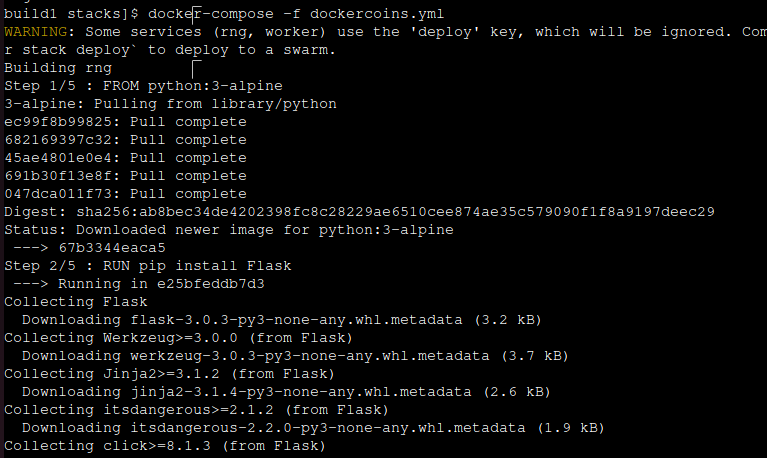 build1 stacks]$ docker-compose -f dockercoins.yml
WARNING: Some services (rng, worker) use the 'deploy' key, which will be ignored. Com
r stack deploy` to deploy to a swarm.
Building rng
Step 1/5 : FROM python:3-alpine
3-alpine: Pulling from library/python
ec99f8b99825: Pull complete
682169397c32: Pull complete
45ae4801e0e4: Pull complete
691b30f13e8f: Pull complete
047dca011f73: Pull complete
Digest: sha256:ab8bec34de4202398fc8c28229ae6510cee874ae35c579090f1f8a9197deec29
Status: Downloaded newer image for python:3-alpine
 ---> 67b3344eaca5
Step 2/5 : RUN pip install Flask
 ---> Running in e25bfeddb7d3
Collecting Flask
  Downloading flask-3.0.3-py3-none-any.whl.metadata (3.2 kB)
Collecting Werkzeug>=3.0.0 (from Flask)
  Downloading werkzeug-3.0.3-py3-none-any.whl.metadata (3.7 kB)
Collecting Jinja2>=3.1.2 (from Flask)
  Downloading jinja2-3.1.4-py3-none-any.whl.metadata (2.6 kB)
Collecting itsdangerous>=2.1.2 (from Flask)
  Downloading itsdangerous-2.2.0-py3-none-any.whl.metadata (1.9 kB)
Collecting click>=8.1.3 (from Flask)